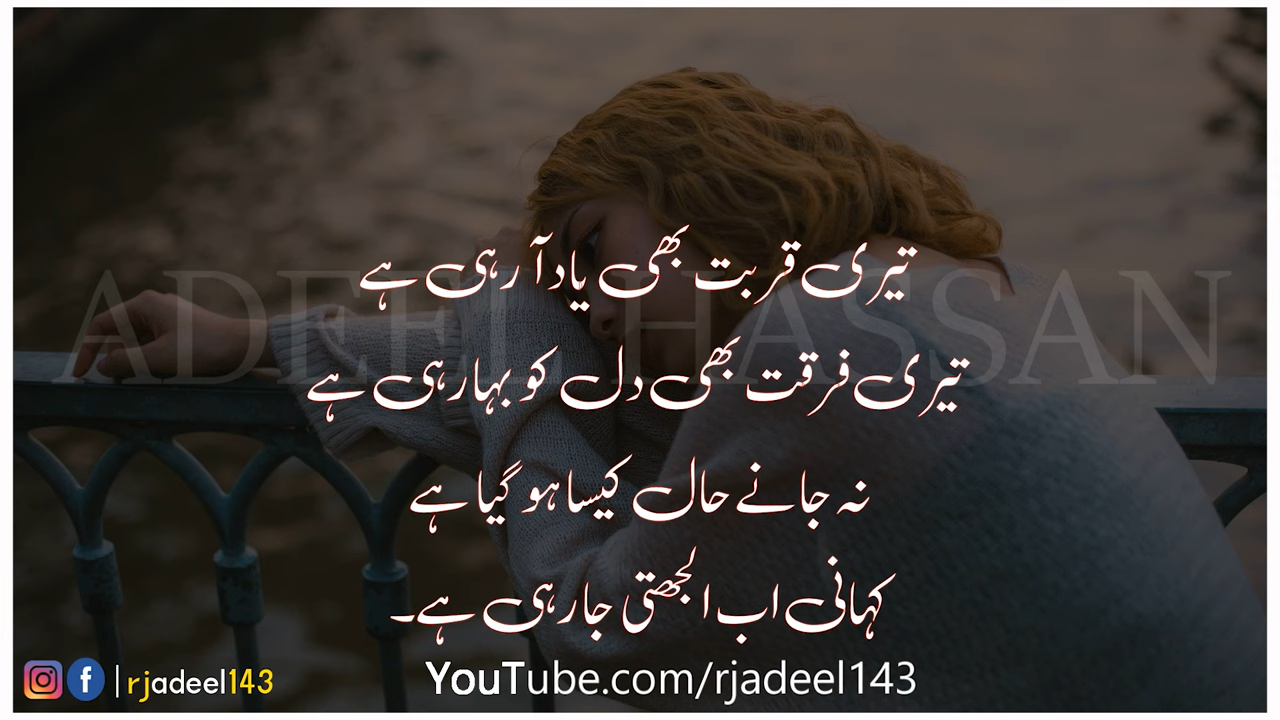 تیری قربت بھی یاد آ رہی ہے
ADEEL HASSAN
تیری فرقت بھی دل کو بہا رہی ہے
نہ جانے حال کیسا ہو گیا ہے
کہانی اب الجھتی جا رہی ہے۔
|rjadeel143
YouTube.com/rjadeel143